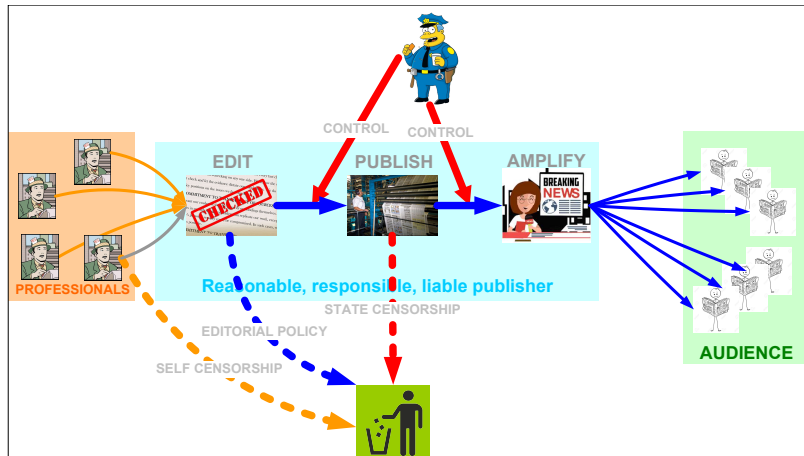 CONTROL
CONTROL
EDIT
PUBLISH
AMPLIFY
CHECKED
BREAKING
NEWS
PROFESSIONALS
Reasonable, responsible, liable publisher
STATE CENSORSHIP
EDITORIAL POLICY
SELF CENSORSHIP
AUDIENCE